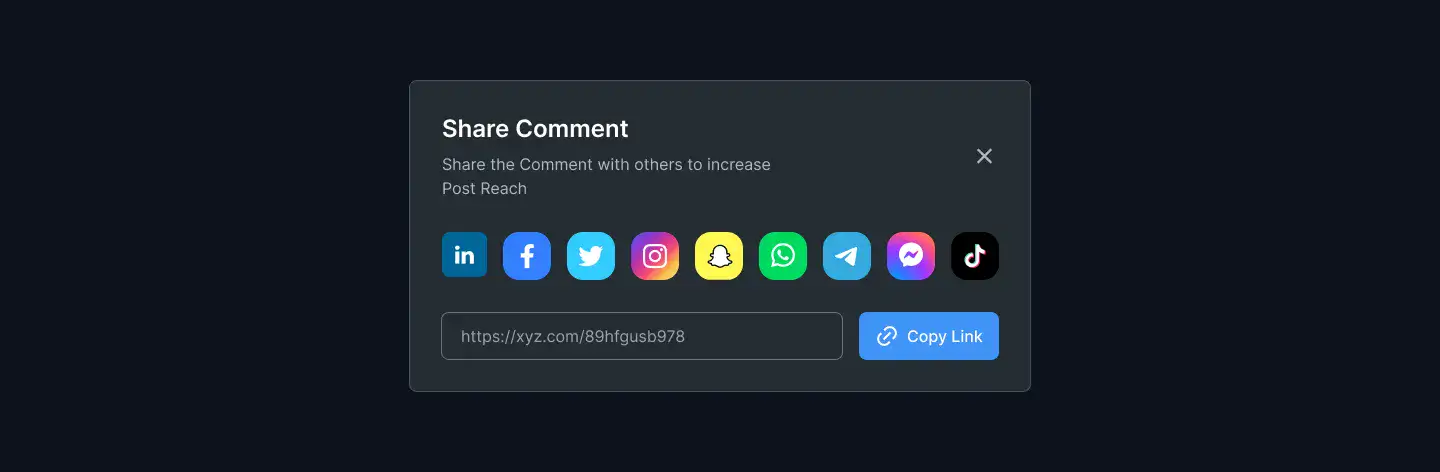 Share Comment
Share the Comment with others to increase
Post Reach
in
https://xyz.com/89hfgusb978
Copy Link